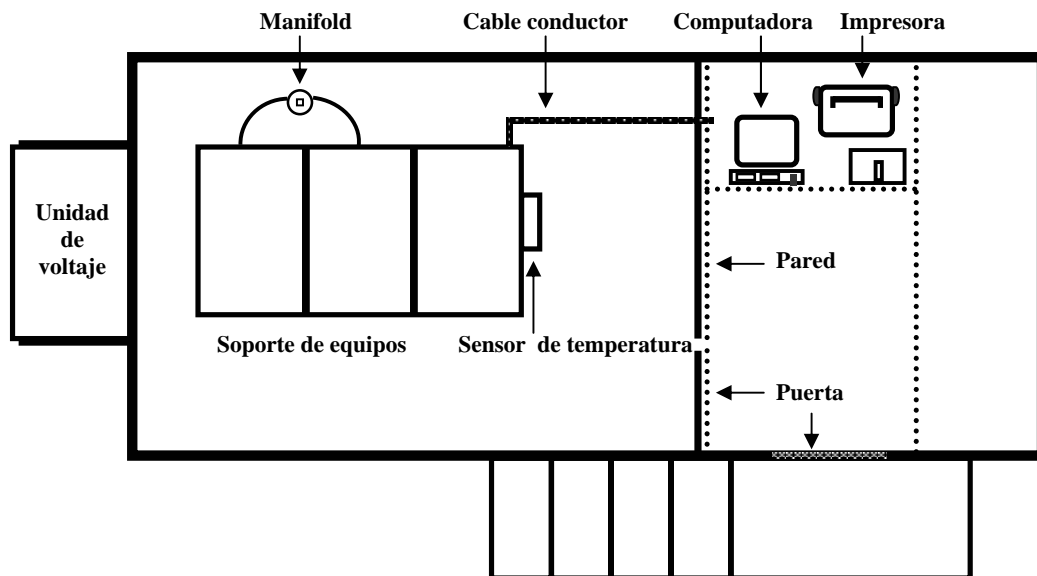 Manifold
Cable conductor
Computadora
Impresora
Unidad
de
voltaje
Pared
Soporte de equipos
Sensor de temperatura
Puerta